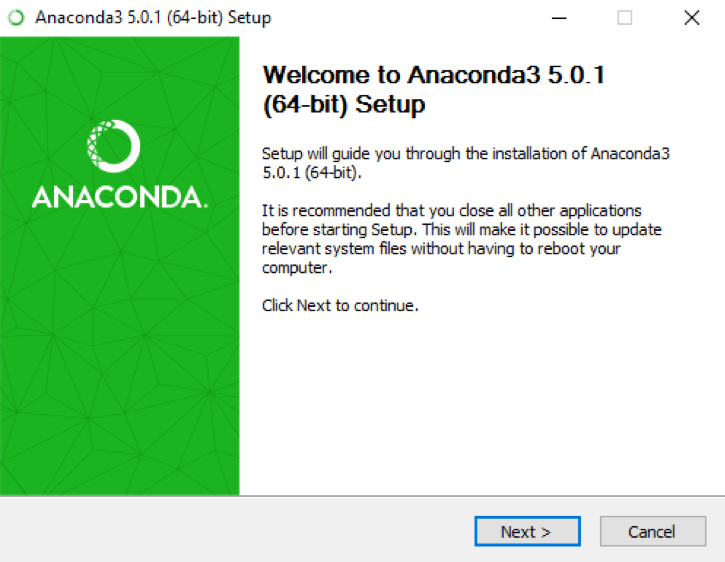 Anaconda3 5.0.1 (64-bit) Setup
Welcome to Anaconda3 5.0.1
(64-bit) Setup
ANACONDA.
Setup will guide you through the installation of Anaconda3
5.0.1 (64-bit).
It is recommended that you close all other applications
before starting Setup. This will make it possible to update
relevant system files without having to reboot your
computer.
Click Next to continue.
Next >
Cancel